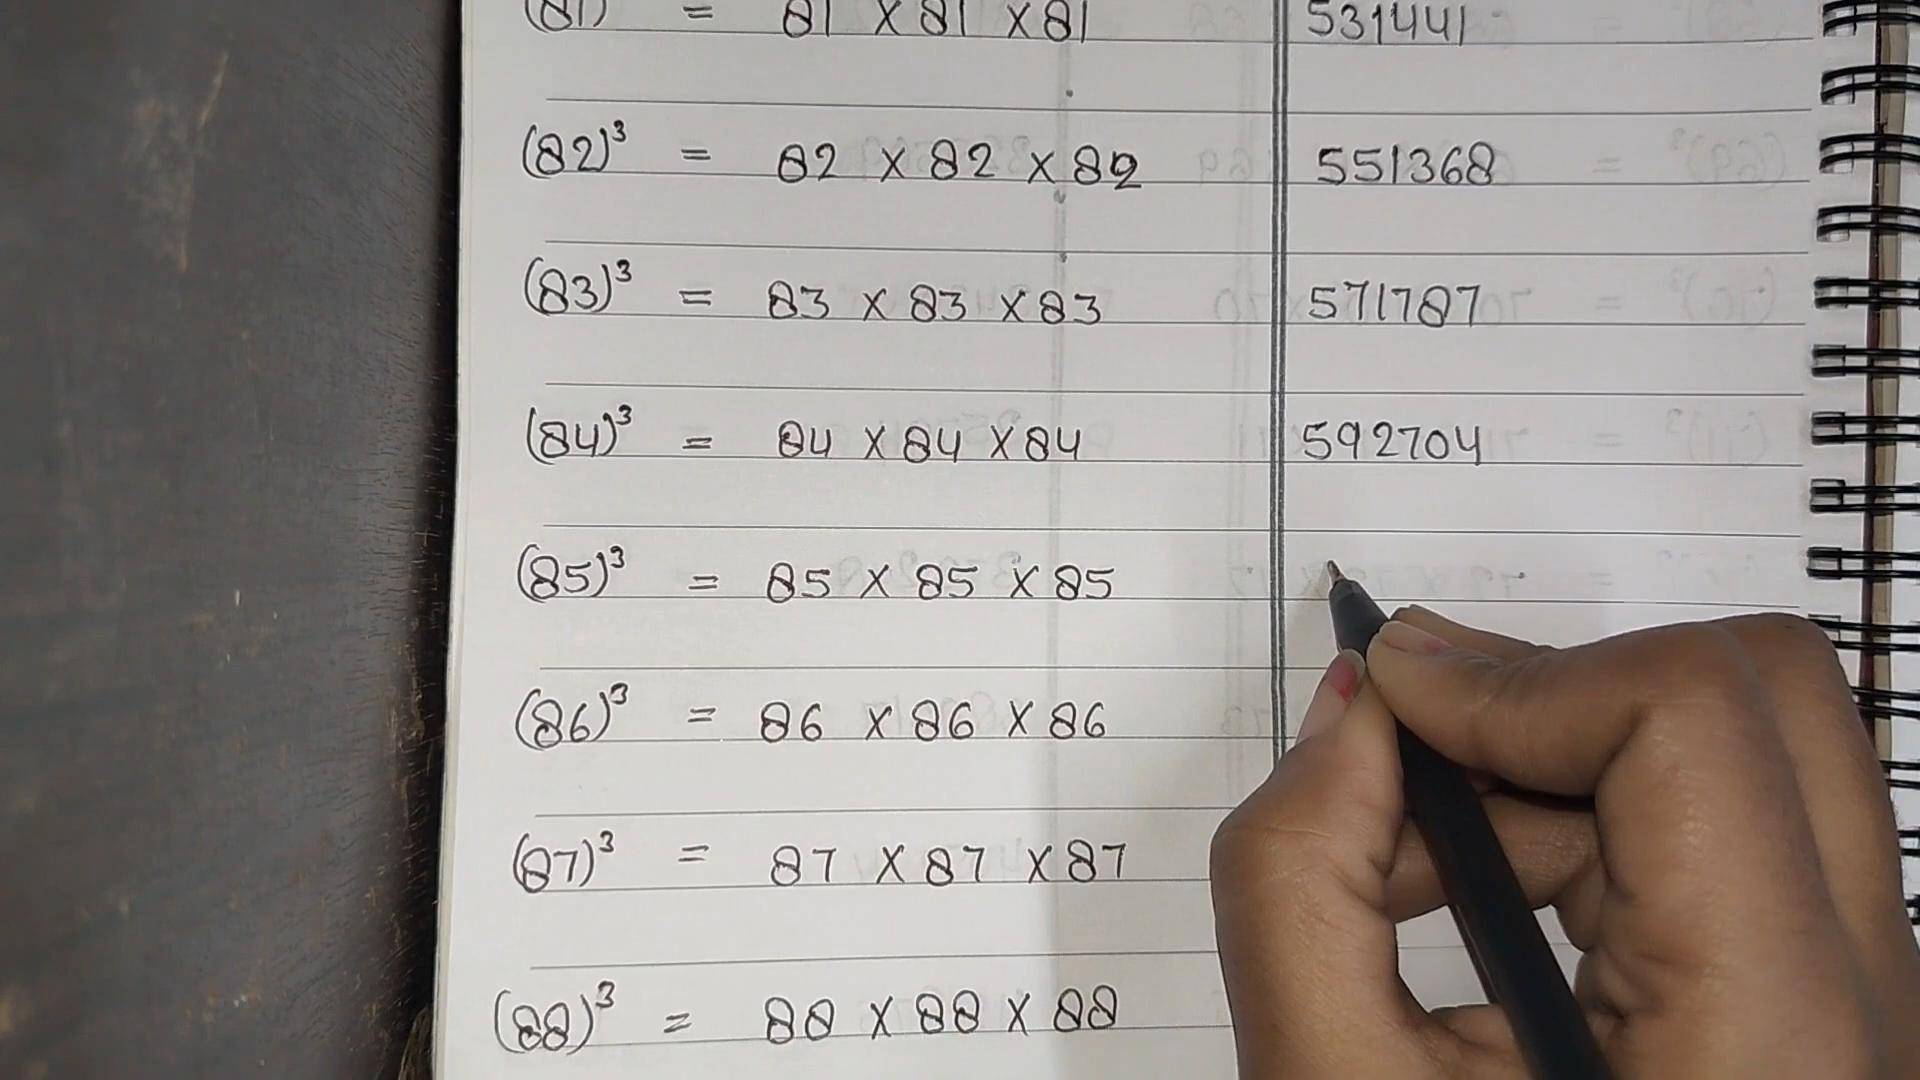 (81) = 81 X 81 X 81 531441
(82)³ = 82 X 82 X 82 551368
(83)³ = 83 X 83 X 83 571787
(84)³ = 84 X 84 X 84 592704
(85)³ = 85 X 85 X 85
(86)³ = 86 X 86 X 86
(87)³ = 87 X 87 X 87
(88)³ = 88 X 88 X 88